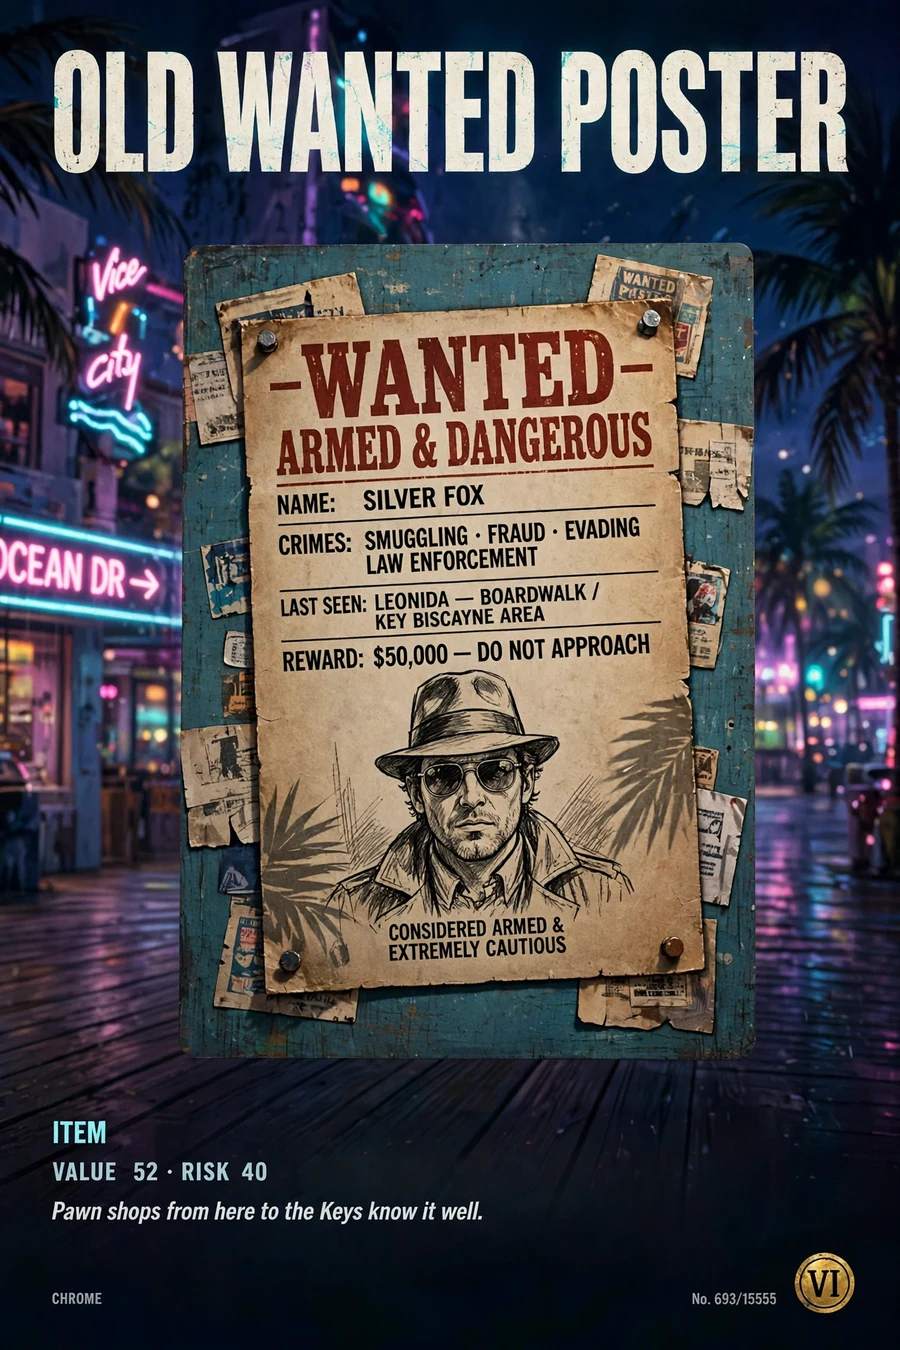 OLD WANTED POSTER
Vice
City
OCEAN DR →
WANTED
–WANTED–
ARMED & DANGEROUS
NAME: SILVER FOX
CRIMES: SMUGGLING · FRAUD · EVADING
LAW ENFORCEMENT
LAST SEEN: LEONIDA — BOARDWALK /
KEY BISCAYNE AREA
REWARD: $50,000 — DO NOT APPROACH
CONSIDERED ARMED &
EXTREMELY CAUTIOUS
ITEM
VALUE 52 · RISK 40
Pawn shops from here to the Keys know it well.
CHROME
No. 693/15555
VI